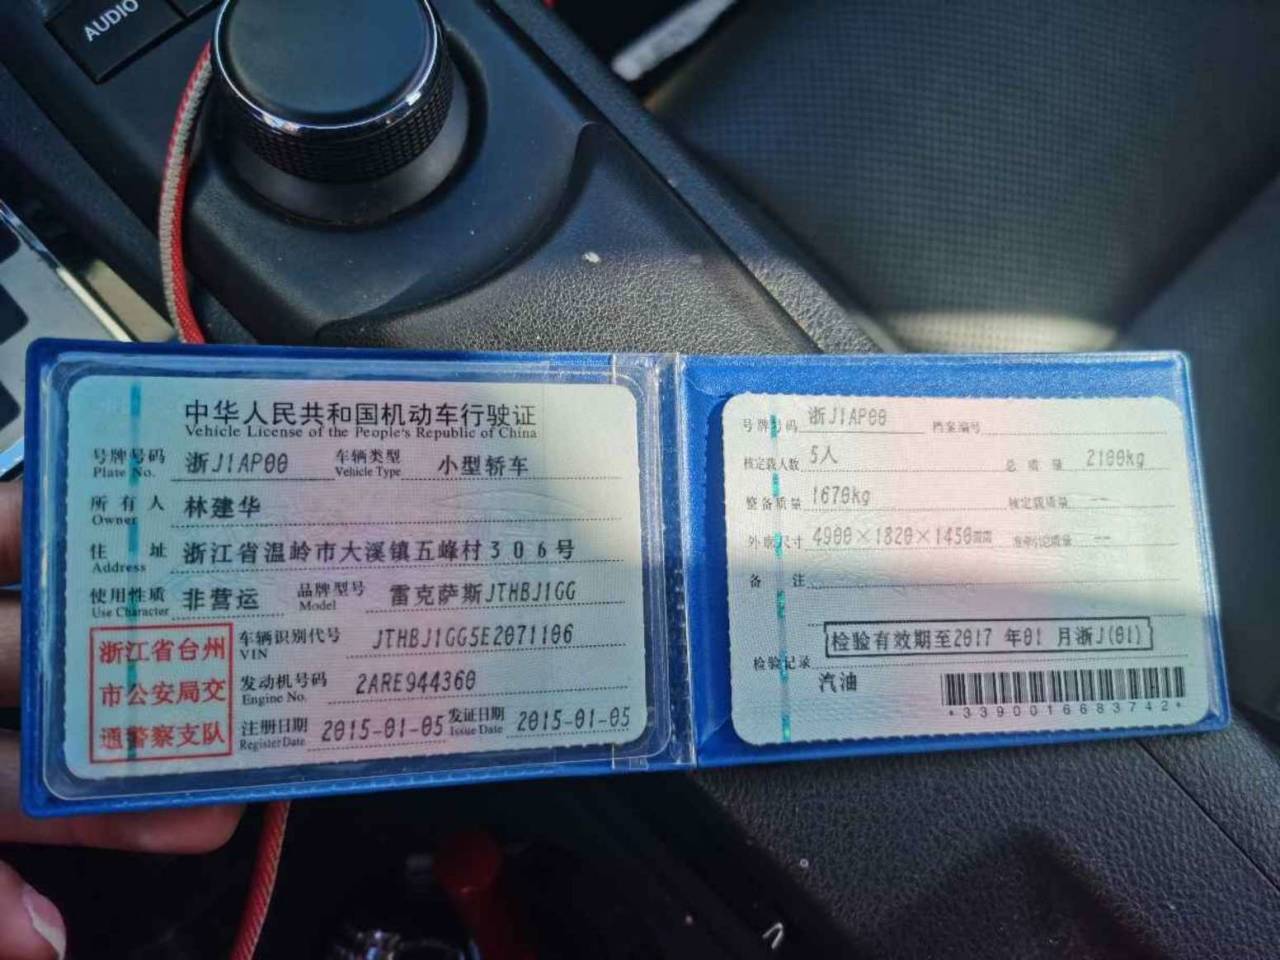 AUDIO
中华人民共和国机动车行驶证
Vehicle License of the People's Republic of China
号牌号码 浙J1AP00 车辆类型 小型轿车
Plate No. Vehicle Type
所有人 林建华
Owner
住址 浙江省温岭市大溪镇五峰村306号
Address
使用性质 非营运 品牌型号 雷克萨斯JTHBJ1GG
Use Character Model
浙江省台州
市公安局交
通警察支队
车辆识别代号 JTHBJ1GG5E2071106
VIN
发动机号码 2ARE944360
Engine No.
注册日期 2015-01-05 发证日期 2015-01-05
Register Date Issue Date
号牌号码 浙J1AP00 档案编号
核定载人数 5人 总质量 2100kg
整备质量 1670kg 核定载质量 --
外廓尺寸 4900×1820×1450mm 准牵引总质量 --
备注
检验有效期至2017 年01 月浙J(01)
检验记录
汽油
*3390016683742*